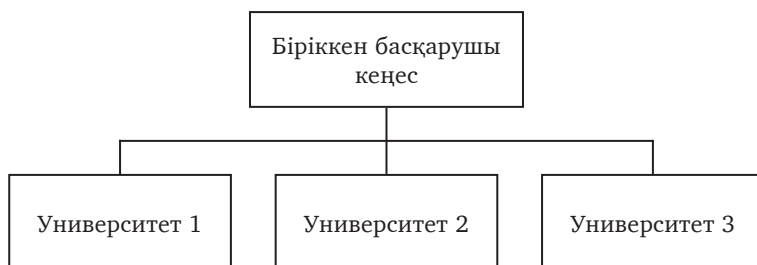 Біріккен басқарушы
кеңес
Университет 1
Университет 2
Университет 3